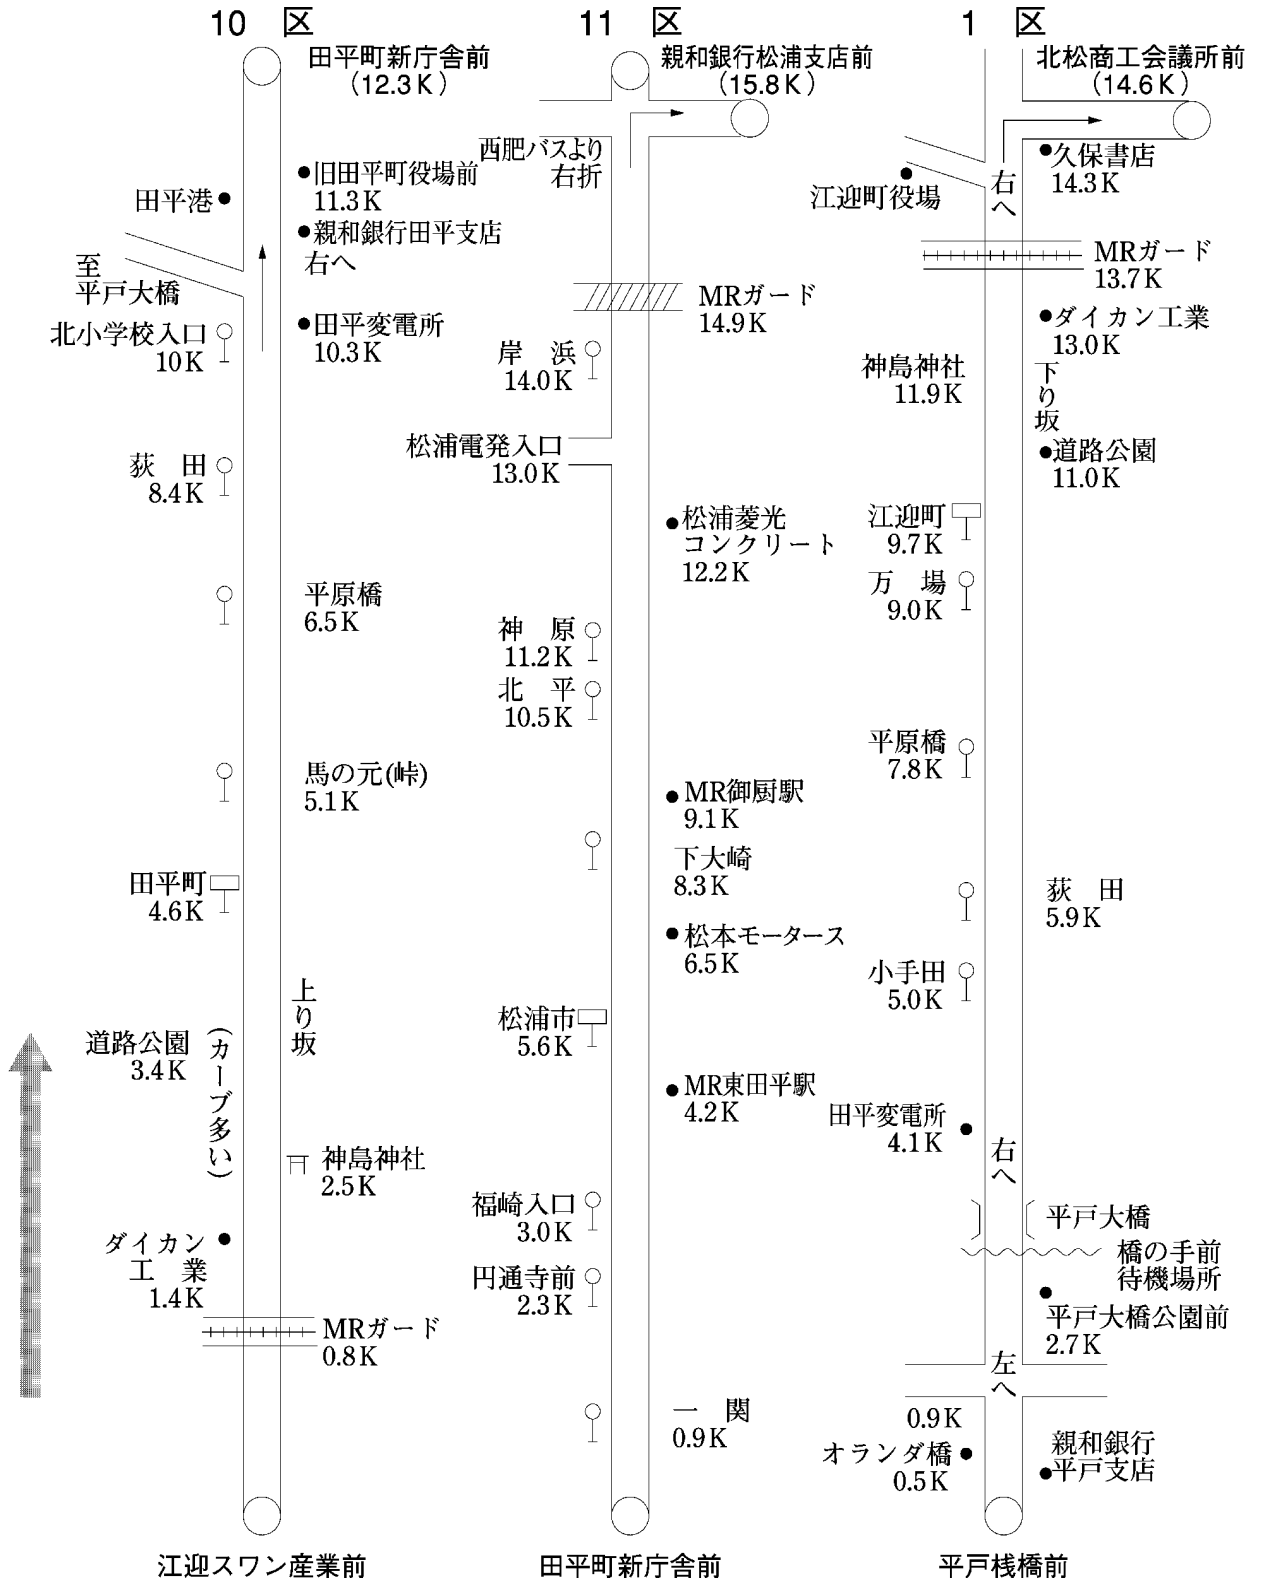 10 区
田平町新庁舎前
(12.3K)
旧田平町役場前
11.3K
田平港
親和銀行田平支店
右へ
至
平戸大橋
田平変電所
10.3K
北小学校入口
10K
荻 田
8.4K
平原橋
6.5K
馬の元(峠)
5.1K
田平町
4.6K
上り坂
道路公園
3.4K
(カーブ多い)
神島神社
2.5K
ダイカン
工 業
1.4K
MRガード
0.8K
江迎スワン産業前
11 区
親和銀行松浦支店前
(15.8K)
西肥バスより
右折
MRガード
14.9K
岸 浜
14.0K
松浦電発入口
13.0K
松浦菱光
コンクリート
12.2K
神 原
11.2K
北 平
10.5K
MR御厨駅
9.1K
下大崎
8.3K
松本モータース
6.5K
松浦市
5.6K
MR東田平駅
4.2K
福崎入口
3.0K
円通寺前
2.3K
一 関
0.9K
田平町新庁舎前
1 区
北松商工会議所前
(14.6K)
久保書店
14.3K
江迎町役場
右へ
MRガード
13.7K
ダイカン工業
13.0K
神島神社
11.9K
下り坂
道路公園
11.0K
江迎町
9.7K
万 場
9.0K
平原橋
7.8K
荻 田
5.9K
小手田
5.0K
田平変電所
4.1K
右へ
平戸大橋
橋の手前
待機場所
平戸大橋公園前
2.7K
左へ
0.9K
オランダ橋
0.5K
親和銀行
平戸支店
平戸桟橋前